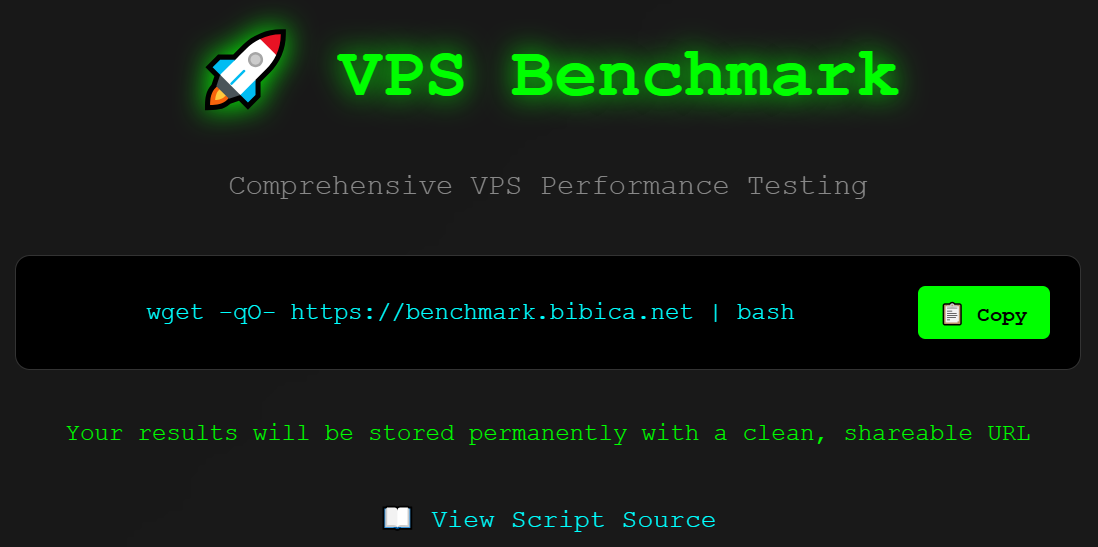 VPS Benchmark
Comprehensive VPS Performance Testing
wget -qO- https://benchmark.bibica.net | bash
Copy
Your results will be stored permanently with a clean, shareable URL
View Script Source